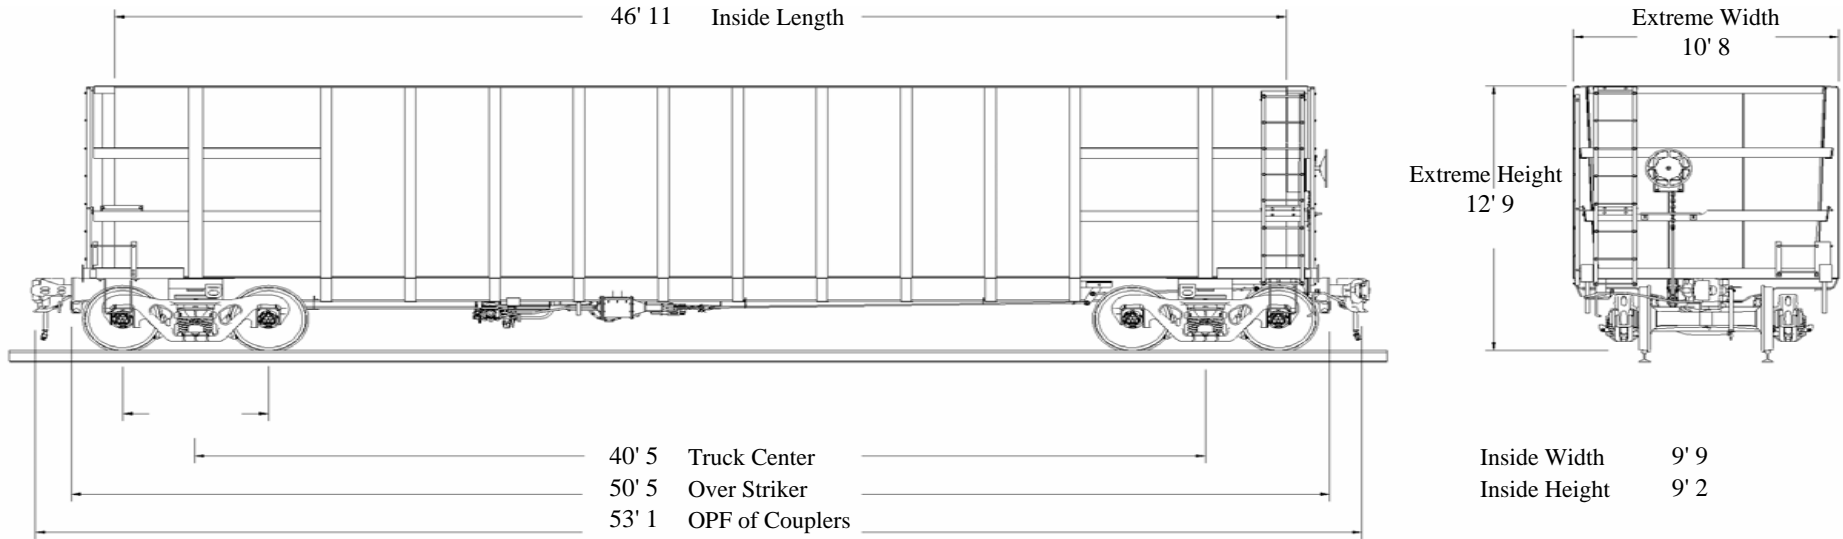 46' 11 Inside Length
Extreme Width
10' 8
Extreme Height
12' 9
40' 5 Truck Center
50' 5 Over Striker
53' 1 OPF of Couplers
Inside Width 9' 9
Inside Height 9' 2